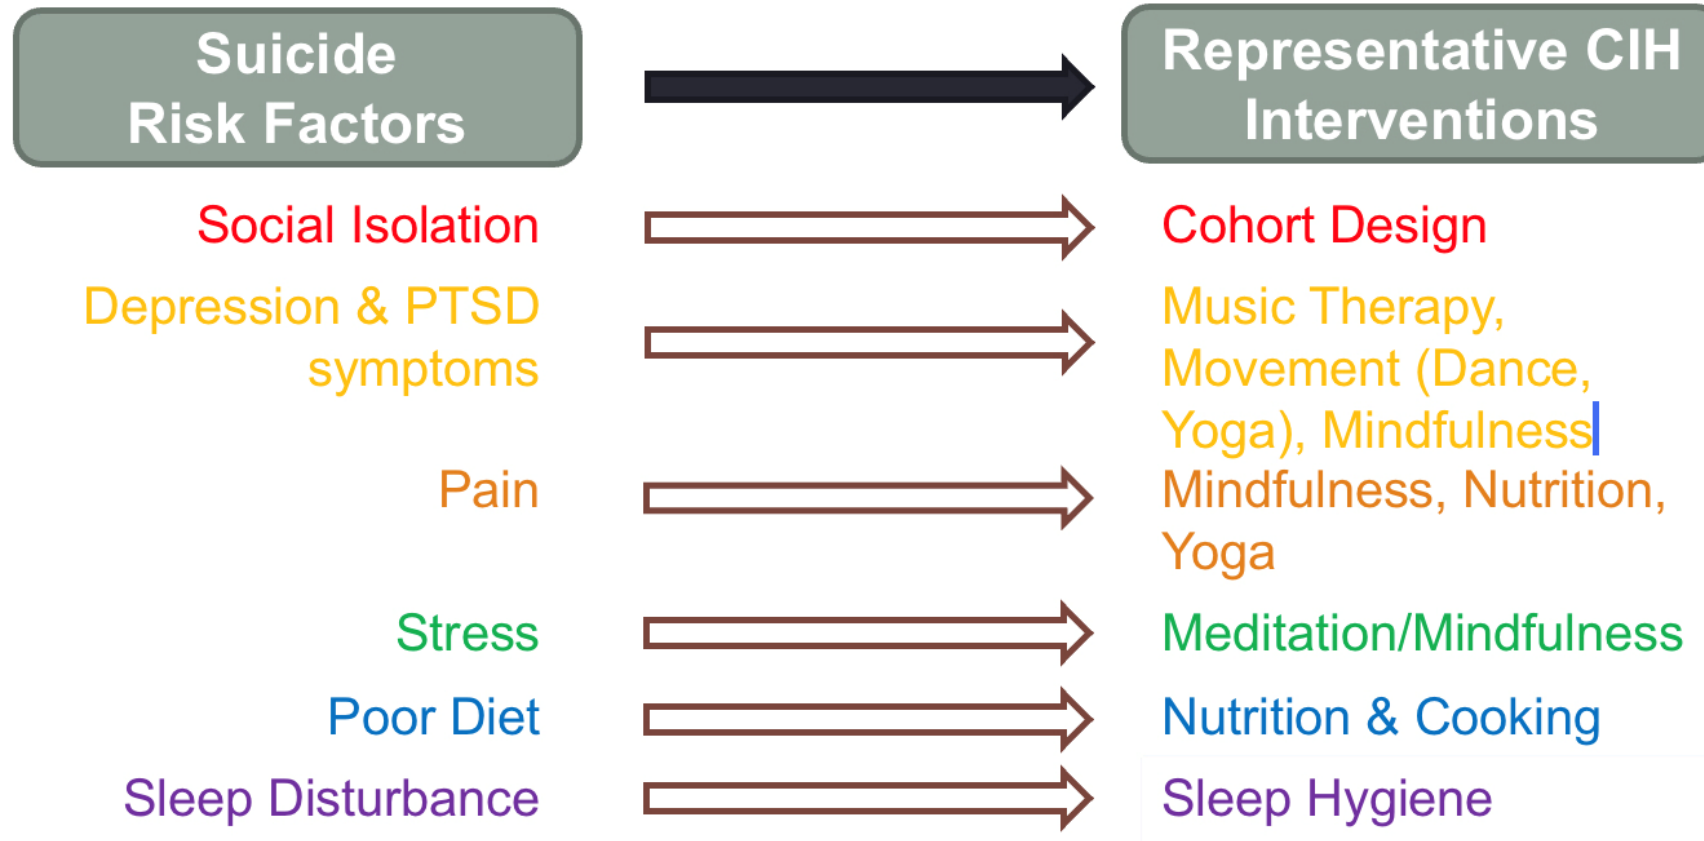 Suicide
Risk Factors
Representative CIH
Interventions
Social Isolation
Cohort Design
Depression & PTSD
symptoms
Music Therapy,
Movement (Dance,
Yoga), Mindfulness
Pain
Mindfulness, Nutrition,
Yoga
Stress
Meditation/Mindfulness
Poor Diet
Nutrition & Cooking
Sleep Disturbance
Sleep Hygiene